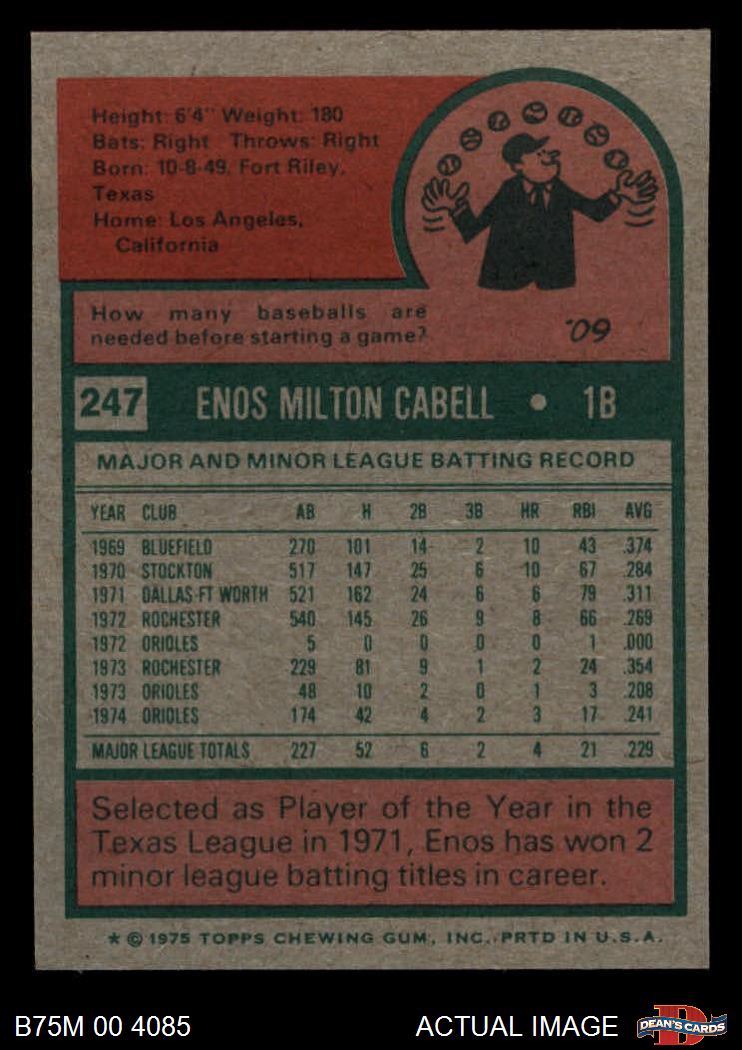 Height: 6'4" Weight: 180
Bats: Right Throws: Right
Born: 10-8-49, Fort Riley,
Texas
Home: Los Angeles,
California
How many baseballs are
needed before starting a game?
'09
247 ENOS MILTON CABELL • 1B
MAJOR AND MINOR LEAGUE BATTING RECORD
YEAR CLUB AB H 2B 3B HR RBI AVG
1969 BLUEFIELD 270 101 14 2 10 43 .374
1970 STOCKTON 517 147 25 6 10 67 .284
1971 DALLAS-FT WORTH 521 162 24 6 6 79 .311
1972 ROCHESTER 540 145 26 9 8 66 .269
1972 ORIOLES 5 0 0 0 0 1 .000
1973 ROCHESTER 229 81 9 1 2 24 .354
1973 ORIOLES 48 10 2 0 1 3 .208
1974 ORIOLES 174 42 4 2 3 17 .241
MAJOR LEAGUE TOTALS 227 52 6 2 4 21 .229
Selected as Player of the Year in the
Texas League in 1971, Enos has won 2
minor league batting titles in career.
* © 1975 TOPPS CHEWING GUM, INC. PRTD IN U.S.A.
B75M 00 4085 ACTUAL IMAGE DEAN'S CARDS